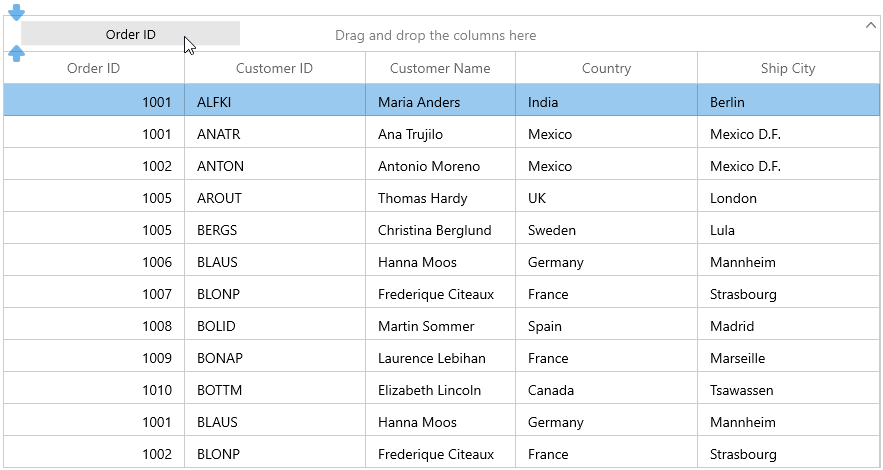 Order ID Drag and drop the columns here
Order ID Customer ID Customer Name Country Ship City
1001 ALFKI Maria Anders India Berlin
1001 ANATR Ana Trujilo Mexico Mexico D.F.
1002 ANTON Antonio Moreno Mexico Mexico D.F.
1005 AROUT Thomas Hardy UK London
1005 BERGS Christina Berglund Sweden Lula
1006 BLAUS Hanna Moos Germany Mannheim
1007 BLONP Frederique Citeaux France Strasbourg
1008 BOLID Martin Sommer Spain Madrid
1009 BONAP Laurence Lebihan France Marseille
1010 BOTTM Elizabeth Lincoln Canada Tsawassen
1001 BLAUS Hanna Moos Germany Mannheim
1002 BLONP Frederique Citeaux France Strasbourg